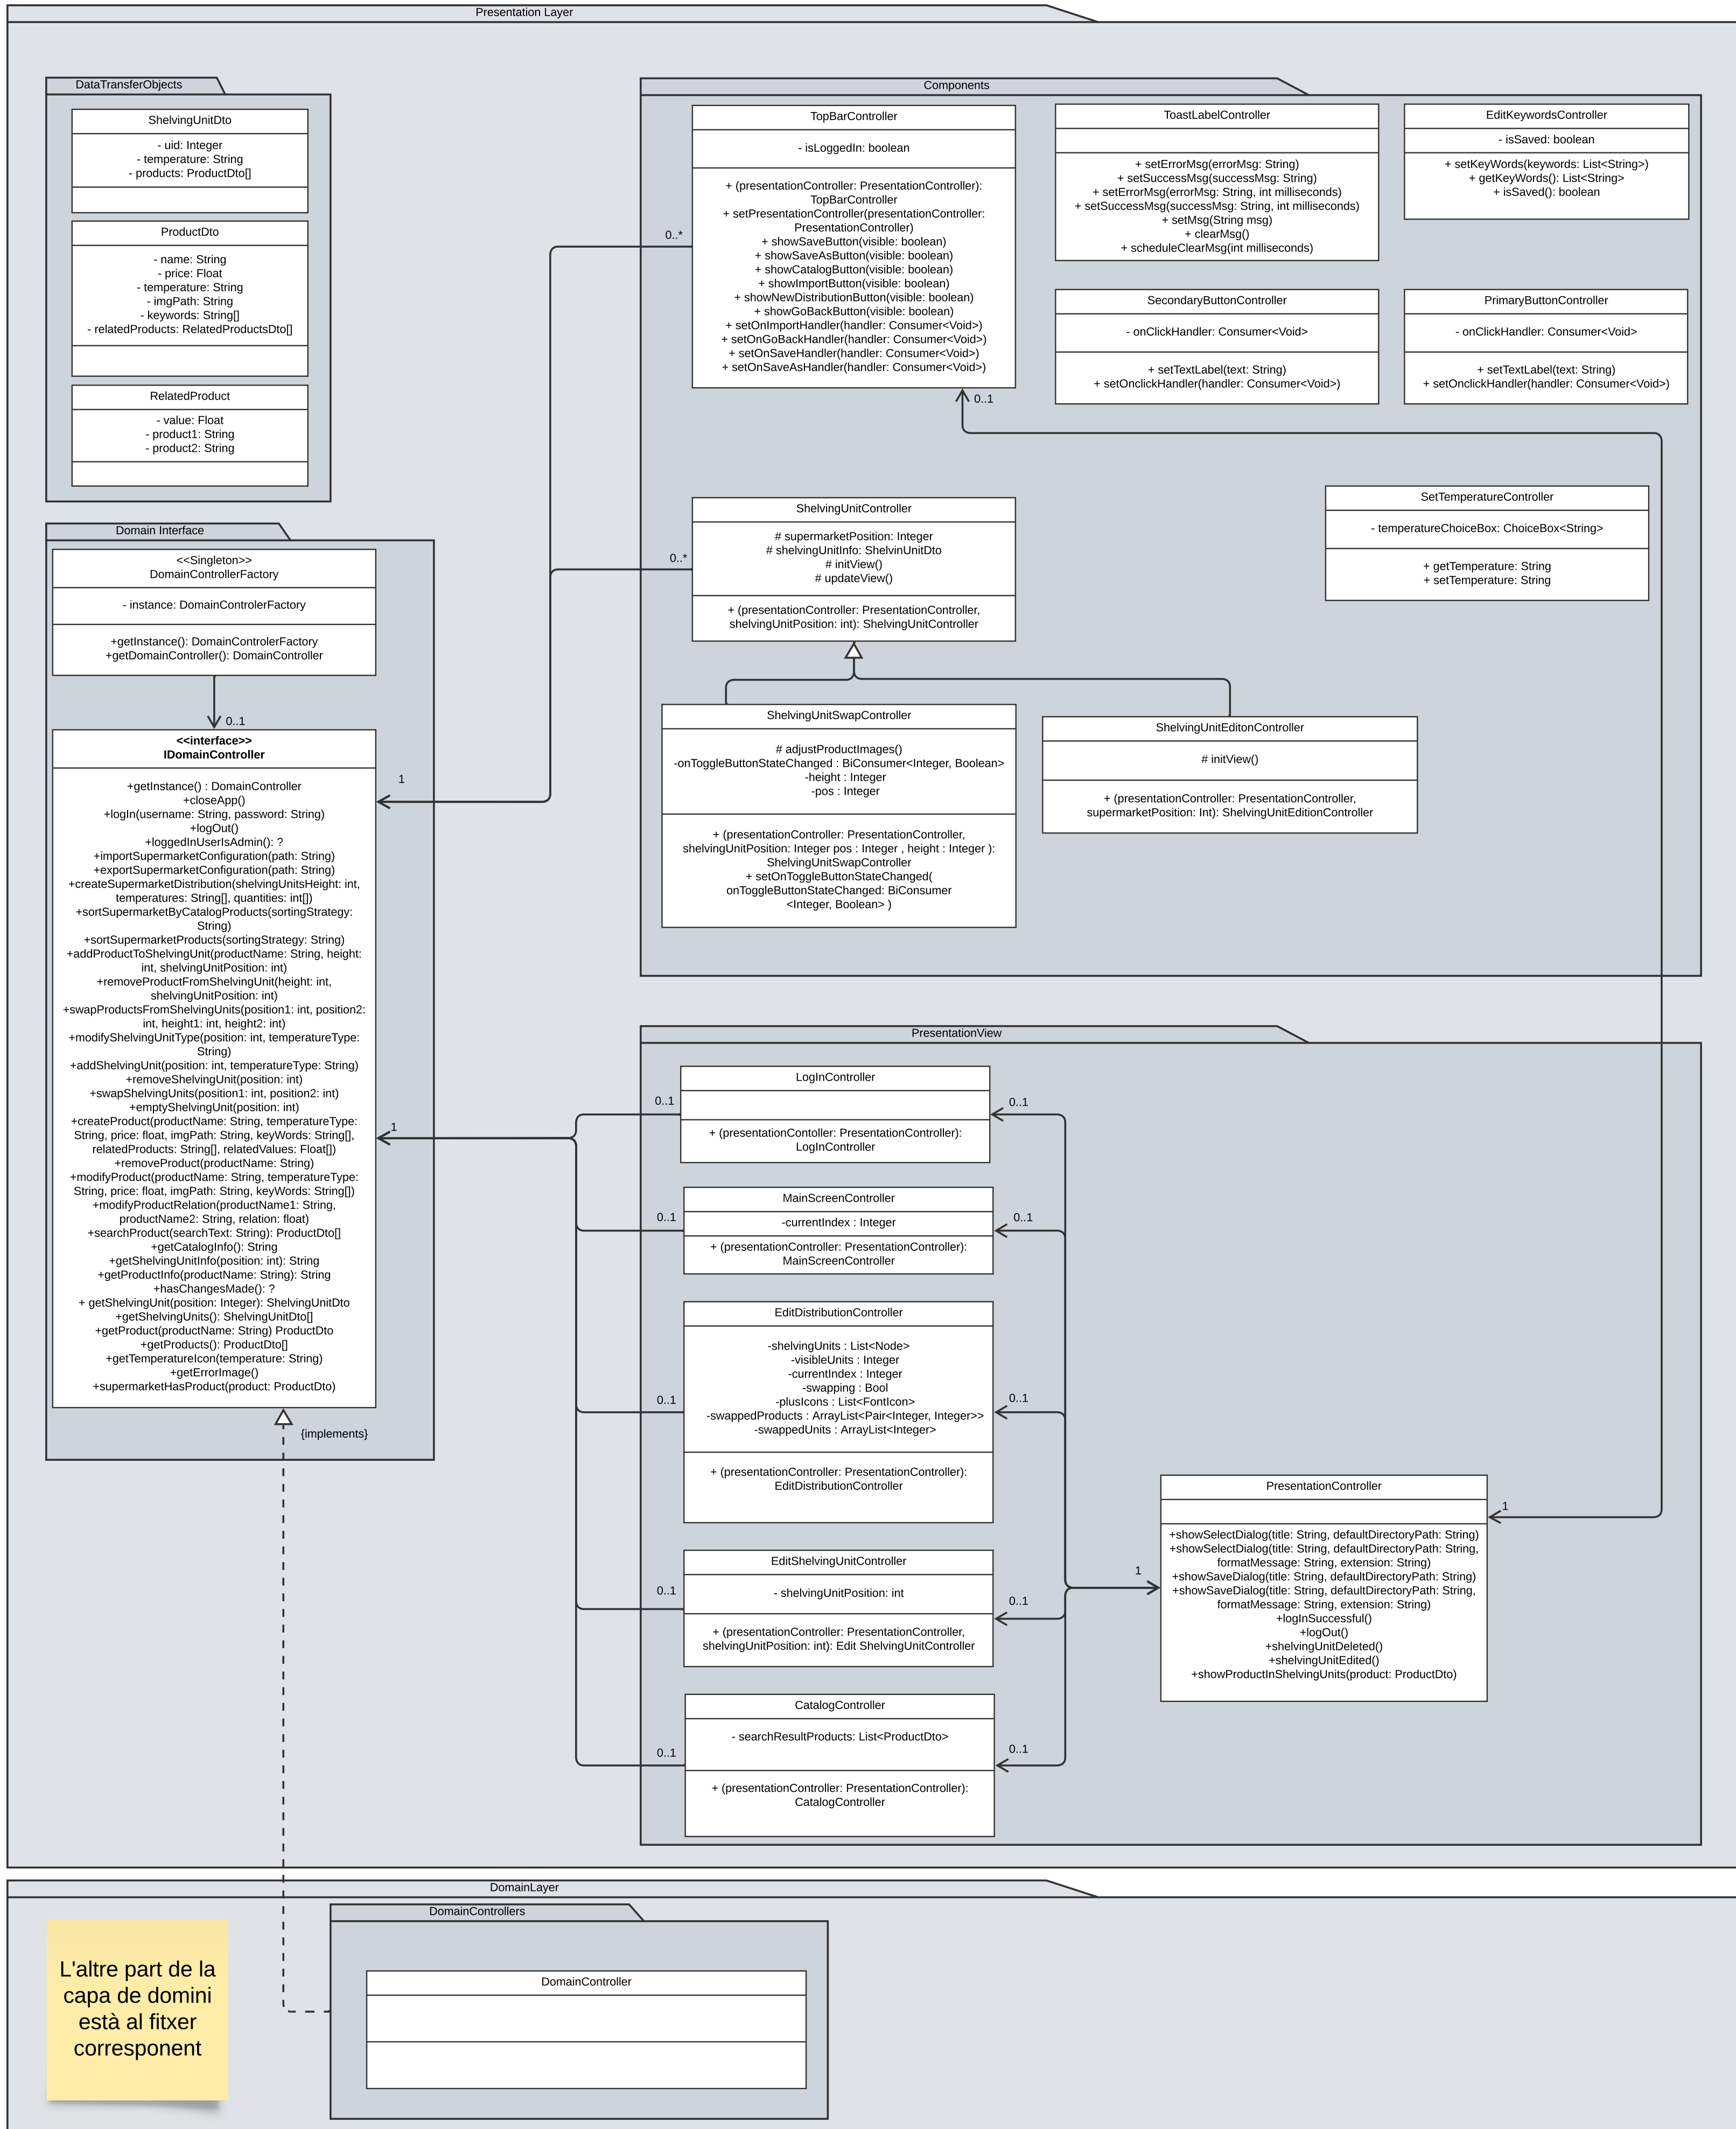 Presentation Layer
DataTransferObjects
ShelvingUnitDto
- uid: Integer
- temperature: String
- products: ProductDto[]
ProductDto
- name: String
- price: Float
- temperature: String
- imgPath: String
- keywords: String[]
- relatedProducts: RelatedProductsDto[]
RelatedProduct
- value: Float
- product1: String
- product2: String
Domain Interface
<<Singleton>>
DomainControllerFactory
- instance: DomainControlerFactory
+getInstance(): DomainControlerFactory
+getDomainController(): DomainController
0..1
<<interface>>
IDomainController
+getInstance() : DomainController
+closeApp()
+logIn(username: String, password: String)
+logOut()
+loggedInUserIsAdmin(): ?
+importSupermarketConfiguration(path: String)
+exportSupermarketConfiguration(path: String)
+createSupermarketDistribution(shelvingUnitsHeight: int,
temperatures: String[], quantities: int[])
+sortSupermarketByCatalogProducts(sortingStrategy:
String)
+sortSupermarketProducts(sortingStrategy: String)
+addProductToShelvingUnit(productName: String, height:
int, shelvingUnitPosition: int)
+removeProductFromShelvingUnit(height: int,
shelvingUnitPosition: int)
+swapProductsFromShelvingUnits(position1: int, position2:
int, height1: int, height2: int)
+modifyShelvingUnitType(position: int, temperatureType:
String)
+addShelvingUnit(position: int, temperatureType: String)
+removeShelvingUnit(position: int)
+swapShelvingUnits(position1: int, position2: int)
+emptyShelvingUnit(position: int)
+createProduct(productName: String, temperatureType:
String, price: float, imgPath: String, keyWords: String[],
relatedProducts: String[], relatedValues: Float[])
+removeProduct(productName: String)
+modifyProduct(productName: String, temperatureType:
String, price: float, imgPath: String, keyWords: String[])
+modifyProductRelation(productName1: String,
productName2: String, relation: float)
+searchProduct(searchText: String): ProductDto[]
+getCatalogInfo(): String
+getShelvingUnitInfo(position: int): String
+getProductInfo(productName: String): String
+hasChangesMade(): ?
+ getShelvingUnit(position: Integer): ShelvingUnitDto
+getShelvingUnits(): ShelvingUnitDto[]
+getProduct(productName: String) ProductDto
+getProducts(): ProductDto[]
+getTemperatureIcon(temperature: String)
+getErrorImage()
+supermarketHasProduct(product: ProductDto)
1
1
{implements}
Components
TopBarController
- isLoggedIn: boolean
+ (presentationController: PresentationController):
TopBarController
+ setPresentationController(presentationController:
PresentationController)
+ showSaveButton(visible: boolean)
+ showSaveAsButton(visible: boolean)
+ showCatalogButton(visible: boolean)
+ showImportButton(visible: boolean)
+ showNewDistributionButton(visible: boolean)
+ showGoBackButton(visible: boolean)
+ setOnImportHandler(handler: Consumer<Void>)
+ setOnGoBackHandler(handler: Consumer<Void>)
+ setOnSaveHandler(handler: Consumer<Void>)
+ setOnSaveAsHandler(handler: Consumer<Void>)
0..*
0..1
ToastLabelController
+ setErrorMsg(errorMsg: String)
+ setSuccessMsg(successMsg: String)
+ setErrorMsg(errorMsg: String, int milliseconds)
+ setSuccessMsg(successMsg: String, int milliseconds)
+ setMsg(String msg)
+ clearMsg()
+ scheduleClearMsg(int milliseconds)
EditKeywordsController
- isSaved: boolean
+ setKeyWords(keywords: List<String>)
+ getKeyWords(): List<String>
+ isSaved(): boolean
SecondaryButtonController
- onClickHandler: Consumer<Void>
+ setTextLabel(text: String)
+ setOnclickHandler(handler: Consumer<Void>)
PrimaryButtonController
- onClickHandler: Consumer<Void>
+ setTextLabel(text: String)
+ setOnclickHandler(handler: Consumer<Void>)
ShelvingUnitController
# supermarketPosition: Integer
# shelvingUnitInfo: ShelvinUnitDto
# initView()
# updateView()
+ (presentationController: PresentationController,
shelvingUnitPosition: int): ShelvingUnitController
0..*
SetTemperatureController
- temperatureChoiceBox: ChoiceBox<String>
+ getTemperature: String
+ setTemperature: String
ShelvingUnitSwapController
# adjustProductImages()
-onToggleButtonStateChanged : BiConsumer<Integer, Boolean>
-height : Integer
-pos : Integer
+ (presentationController: PresentationController,
shelvingUnitPosition: Integer pos : Integer , height : Integer ):
ShelvingUnitSwapController
+ setOnToggleButtonStateChanged(
onToggleButtonStateChanged: BiConsumer
<Integer, Boolean> )
ShelvingUnitEditonController
# initView()
+ (presentationController: PresentationController,
supermarketPosition: Int): ShelvingUnitEditionController
PresentationView
LogInController
+ (presentationContoller: PresentationController):
LogInController
0..1
0..1
MainScreenController
-currentIndex : Integer
+ (presentationController: PresentationController):
MainScreenController
0..1
0..1
EditDistributionController
-shelvingUnits : List<Node>
-visibleUnits : Integer
-currentIndex : Integer
-swapping : Bool
-plusIcons : List<FontIcon>
-swappedProducts : ArrayList<Pair<Integer, Integer>>
-swappedUnits : ArrayList<Integer>
+ (presentationController: PresentationController):
EditDistributionController
0..1
0..1
EditShelvingUnitController
- shelvingUnitPosition: int
+ (presentationController: PresentationController,
shelvingUnitPosition: int): Edit ShelvingUnitController
0..1
0..1
CatalogController
- searchResultProducts: List<ProductDto>
+ (presentationController: PresentationController):
CatalogController
0..1
0..1
PresentationController
+showSelectDialog(title: String, defaultDirectoryPath: String)
+showSelectDialog(title: String, defaultDirectoryPath: String,
formatMessage: String, extension: String)
+showSaveDialog(title: String, defaultDirectoryPath: String)
+showSaveDialog(title: String, defaultDirectoryPath: String,
formatMessage: String, extension: String)
+logInSuccessful()
+logOut()
+shelvingUnitDeleted()
+shelvingUnitEdited()
+showProductInShelvingUnits(product: ProductDto)
1
1
DomainLayer
DomainControllers
DomainController
L'altre part de la
capa de domini
està al fitxer
corresponent